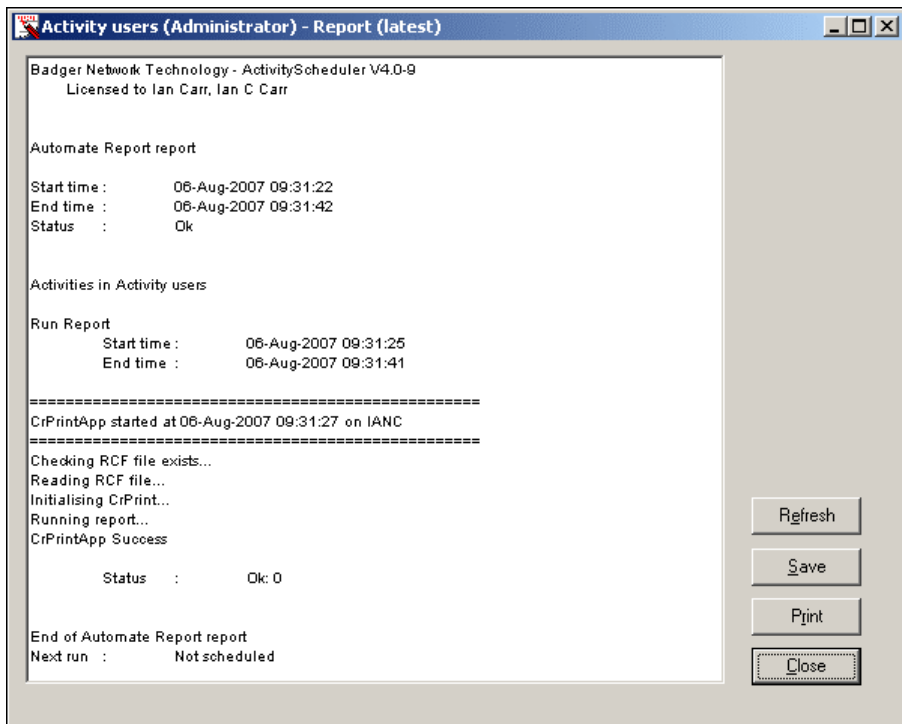 Activity users (Administrator) - Report (latest)
Badger Network Technology - ActivityScheduler V4.0-9
Licensed to Ian Carr, Ian C Carr
Automate Report report
Start time : 06-Aug-2007 09:31:22
End time : 06-Aug-2007 09:31:42
Status : Ok
Activities in Activity users
Run Report
Start time : 06-Aug-2007 09:31:25
End time : 06-Aug-2007 09:31:41
==================================================
CrPrintApp started at 06-Aug-2007 09:31:27 on IANC
==================================================
Checking RCF file exists...
Reading RCF file...
Initialising CrPrint...
Running report...
CrPrintApp Success
Status : Ok: 0
End of Automate Report report
Next run : Not scheduled
Refresh
Save
Print
Close